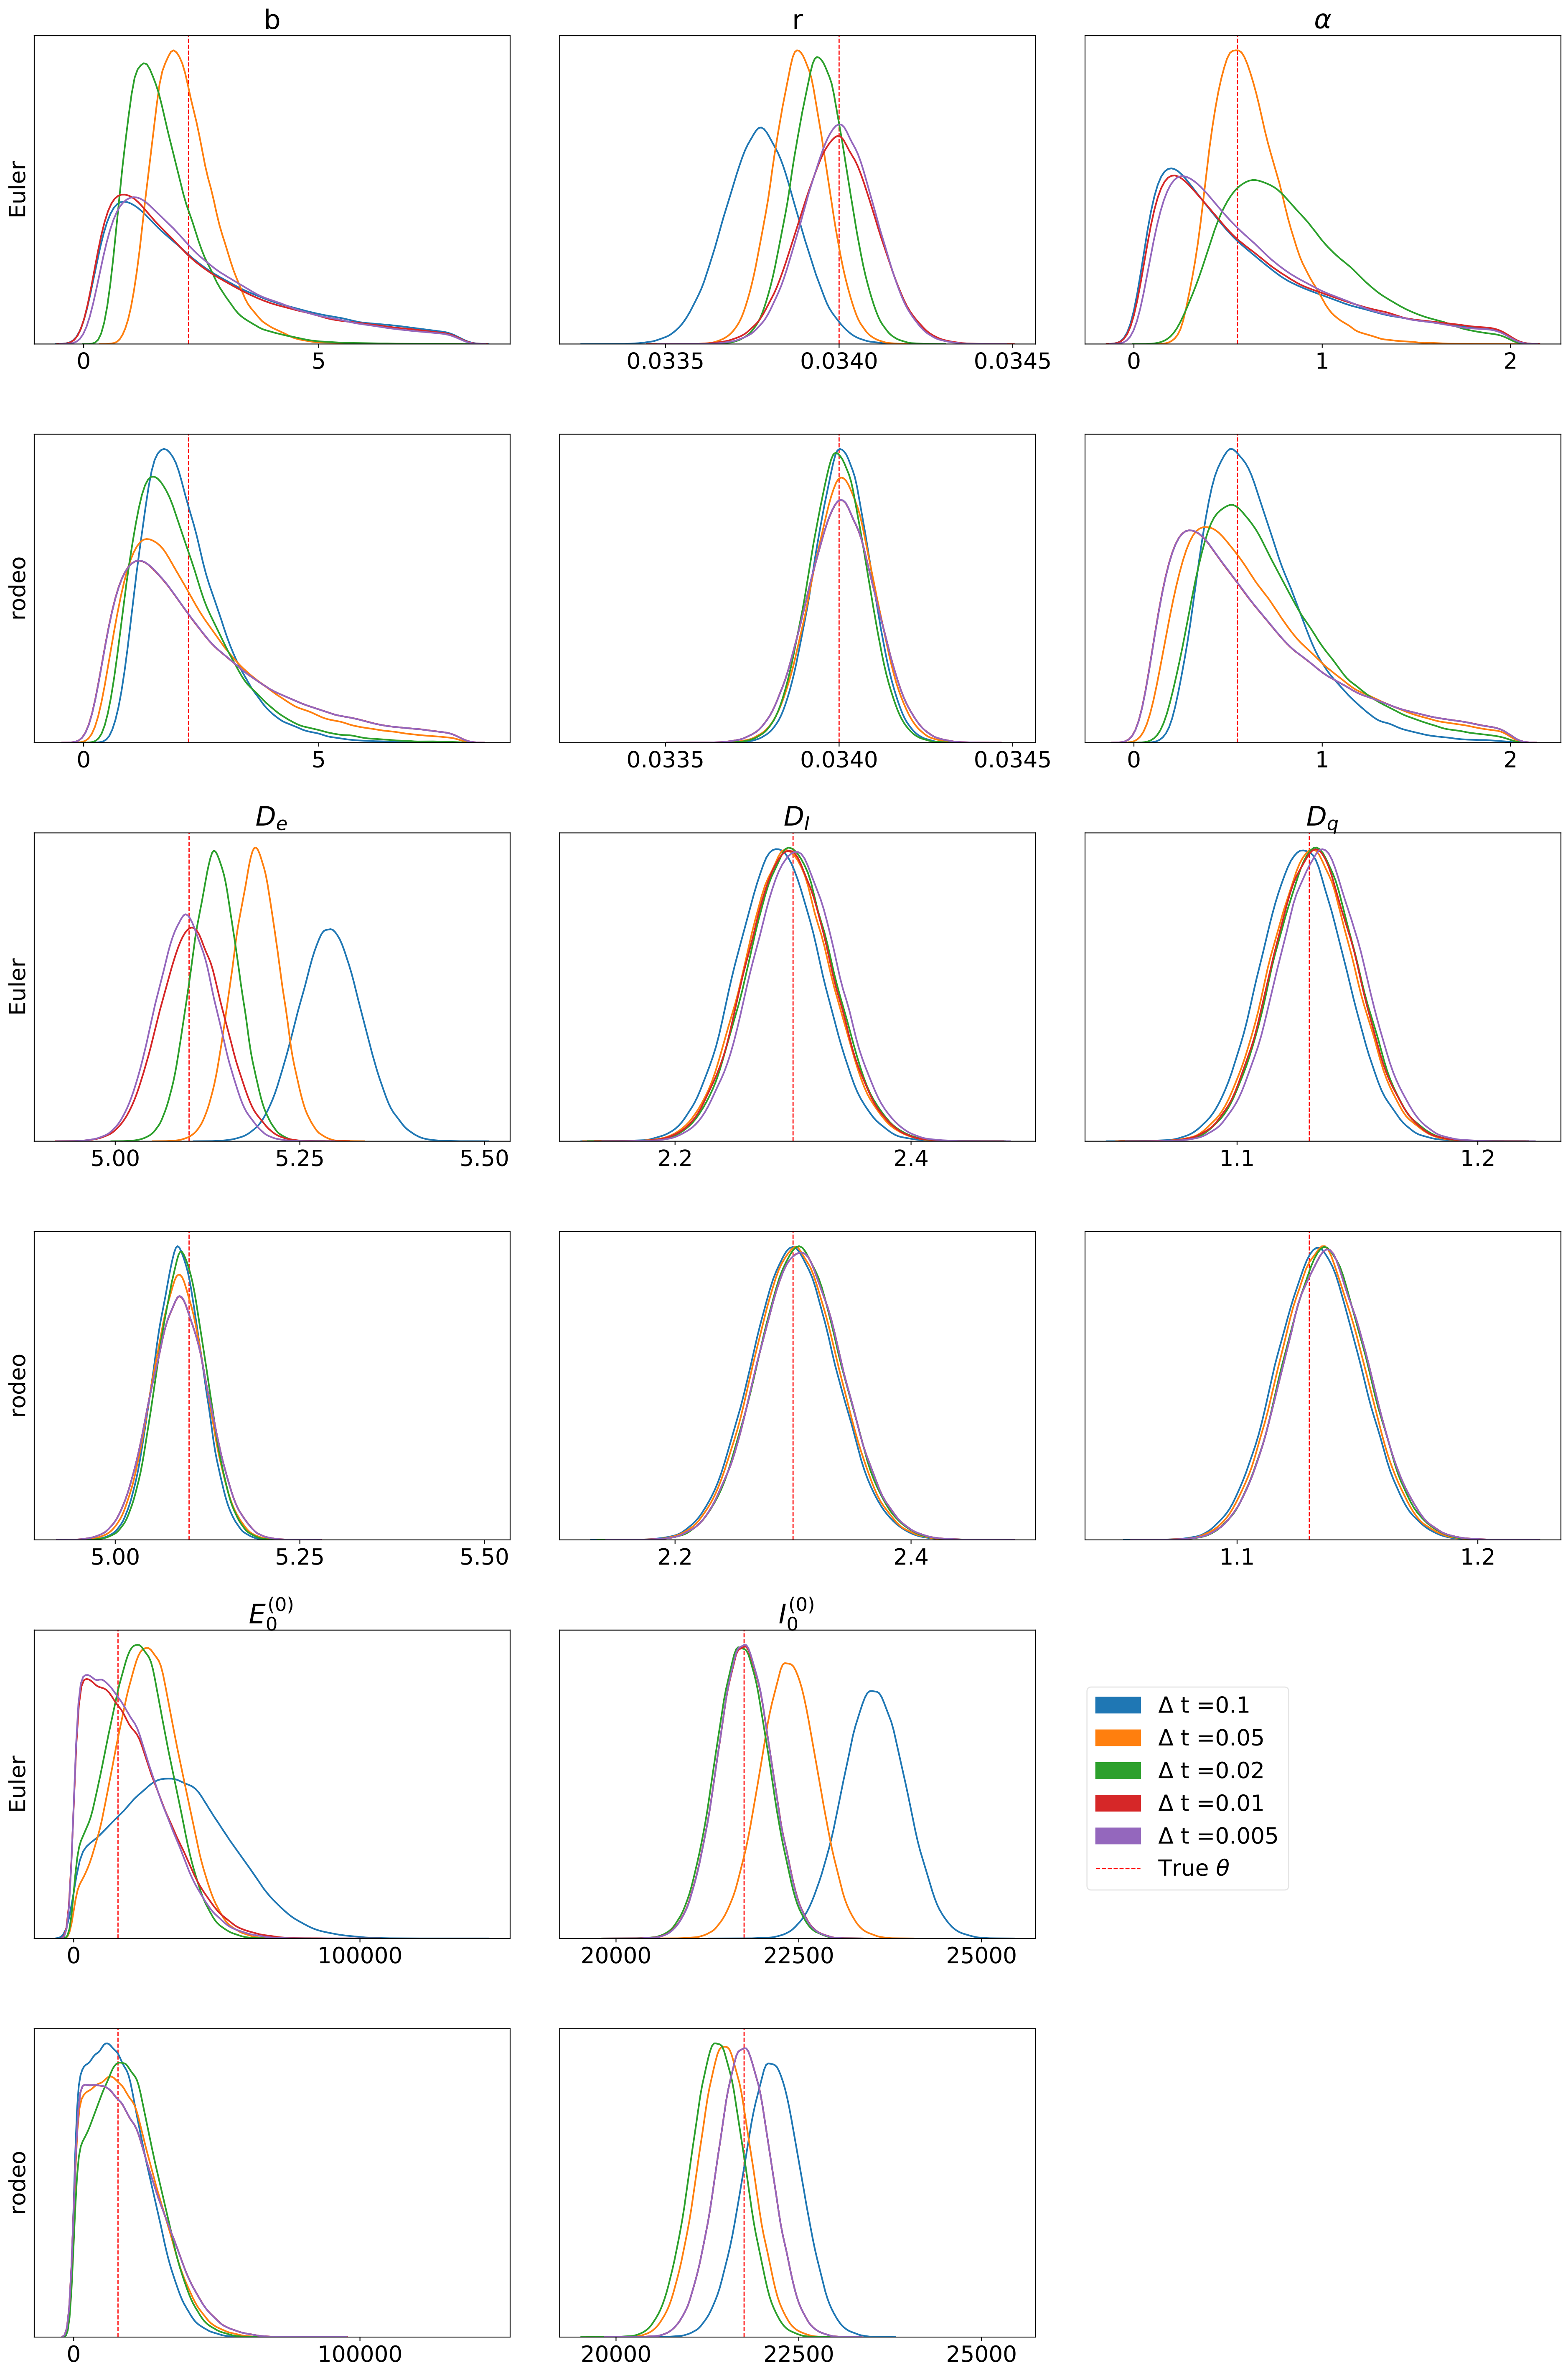 b r α
Euler
0 5 0.0335 0.0340 0.0345 0 1 2
rodeo
0 5 0.0335 0.0340 0.0345 0 1 2
D_e D_I D_q
Euler
5.00 5.25 5.50 2.2 2.4 1.1 1.2
rodeo
5.00 5.25 5.50 2.2 2.4 1.1 1.2
E_0^{(0)} I_0^{(0)}
Euler
0 100000 20000 22500 25000
Δ t =0.1
Δ t =0.05
Δ t =0.02
Δ t =0.01
Δ t =0.005
True θ
rodeo
0 100000 20000 22500 25000